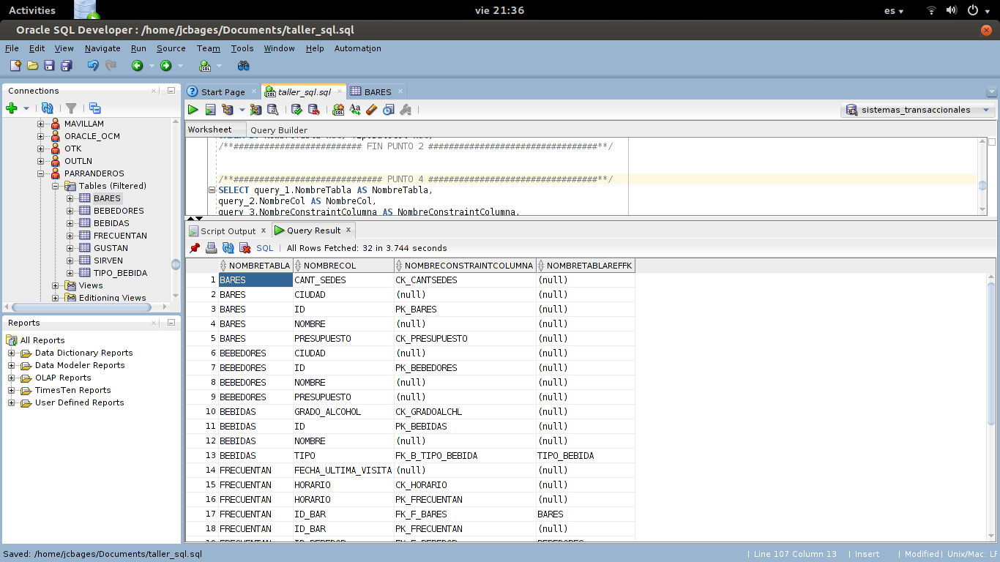 Activities
vie 21:36
es
Oracle SQL Developer : /home/jcbages/Documents/taller_sql.sql
File Edit View Navigate Run Source Team Tools Window Help Automation
Connections
MAVILLAM
ORACLE_OCM
OTK
OUTLN
PARRANDEROS
Tables (Filtered)
BARES
BEBEDORES
BEBIDAS
FRECUENTAN
GUSTAN
SIRVEN
TIPO_BEBIDA
Views
Editioning Views
Reports
All Reports
Data Dictionary Reports
Data Modeler Reports
OLAP Reports
TimesTen Reports
User Defined Reports
Start Page
taller_sql.sql
BARES
sistemas_transaccionales
Worksheet
Query Builder
/**######################### FIN PUNTO 2 #################################**/
/**############################# PUNTO 4 #################################**/
SELECT query_1.NombreTabla AS NombreTabla,
query_2.NombreCol AS NombreCol,
query_3.NombreConstraintColumna AS NombreConstraintColumna,
Script Output x
Query Result x
SQL
All Rows Fetched: 32 in 3.744 seconds
NOMBRETABLA NOMBRECOL NOMBRECONSTRAINTCOLUMNA NOMBRETABLAREFFK
1 BARES CANT_SEDES CK_CANTSEDES (null)
2 BARES CIUDAD (null) (null)
3 BARES ID PK_BARES (null)
4 BARES NOMBRE (null) (null)
5 BARES PRESUPUESTO CK_PRESUPUESTO (null)
6 BEBEDORES CIUDAD (null) (null)
7 BEBEDORES ID PK_BEBEDORES (null)
8 BEBEDORES NOMBRE (null) (null)
9 BEBEDORES PRESUPUESTO (null) (null)
10 BEBIDAS GRADO_ALCOHOL CK_GRADOALCHL (null)
11 BEBIDAS ID PK_BEBIDAS (null)
12 BEBIDAS NOMBRE (null) (null)
13 BEBIDAS TIPO FK_B_TIPO_BEBIDA TIPO_BEBIDA
14 FRECUENTAN FECHA_ULTIMA_VISITA (null) (null)
15 FRECUENTAN HORARIO CK_HORARIO (null)
16 FRECUENTAN HORARIO PK_FRECUENTAN (null)
17 FRECUENTAN ID_BAR FK_F_BARES BARES
18 FRECUENTAN ID_BAR PK_FRECUENTAN (null)
Saved: /home/jcbages/Documents/taller_sql.sql
| Line 107 Column 13 | Insert | Modified | Unix/Mac: LF